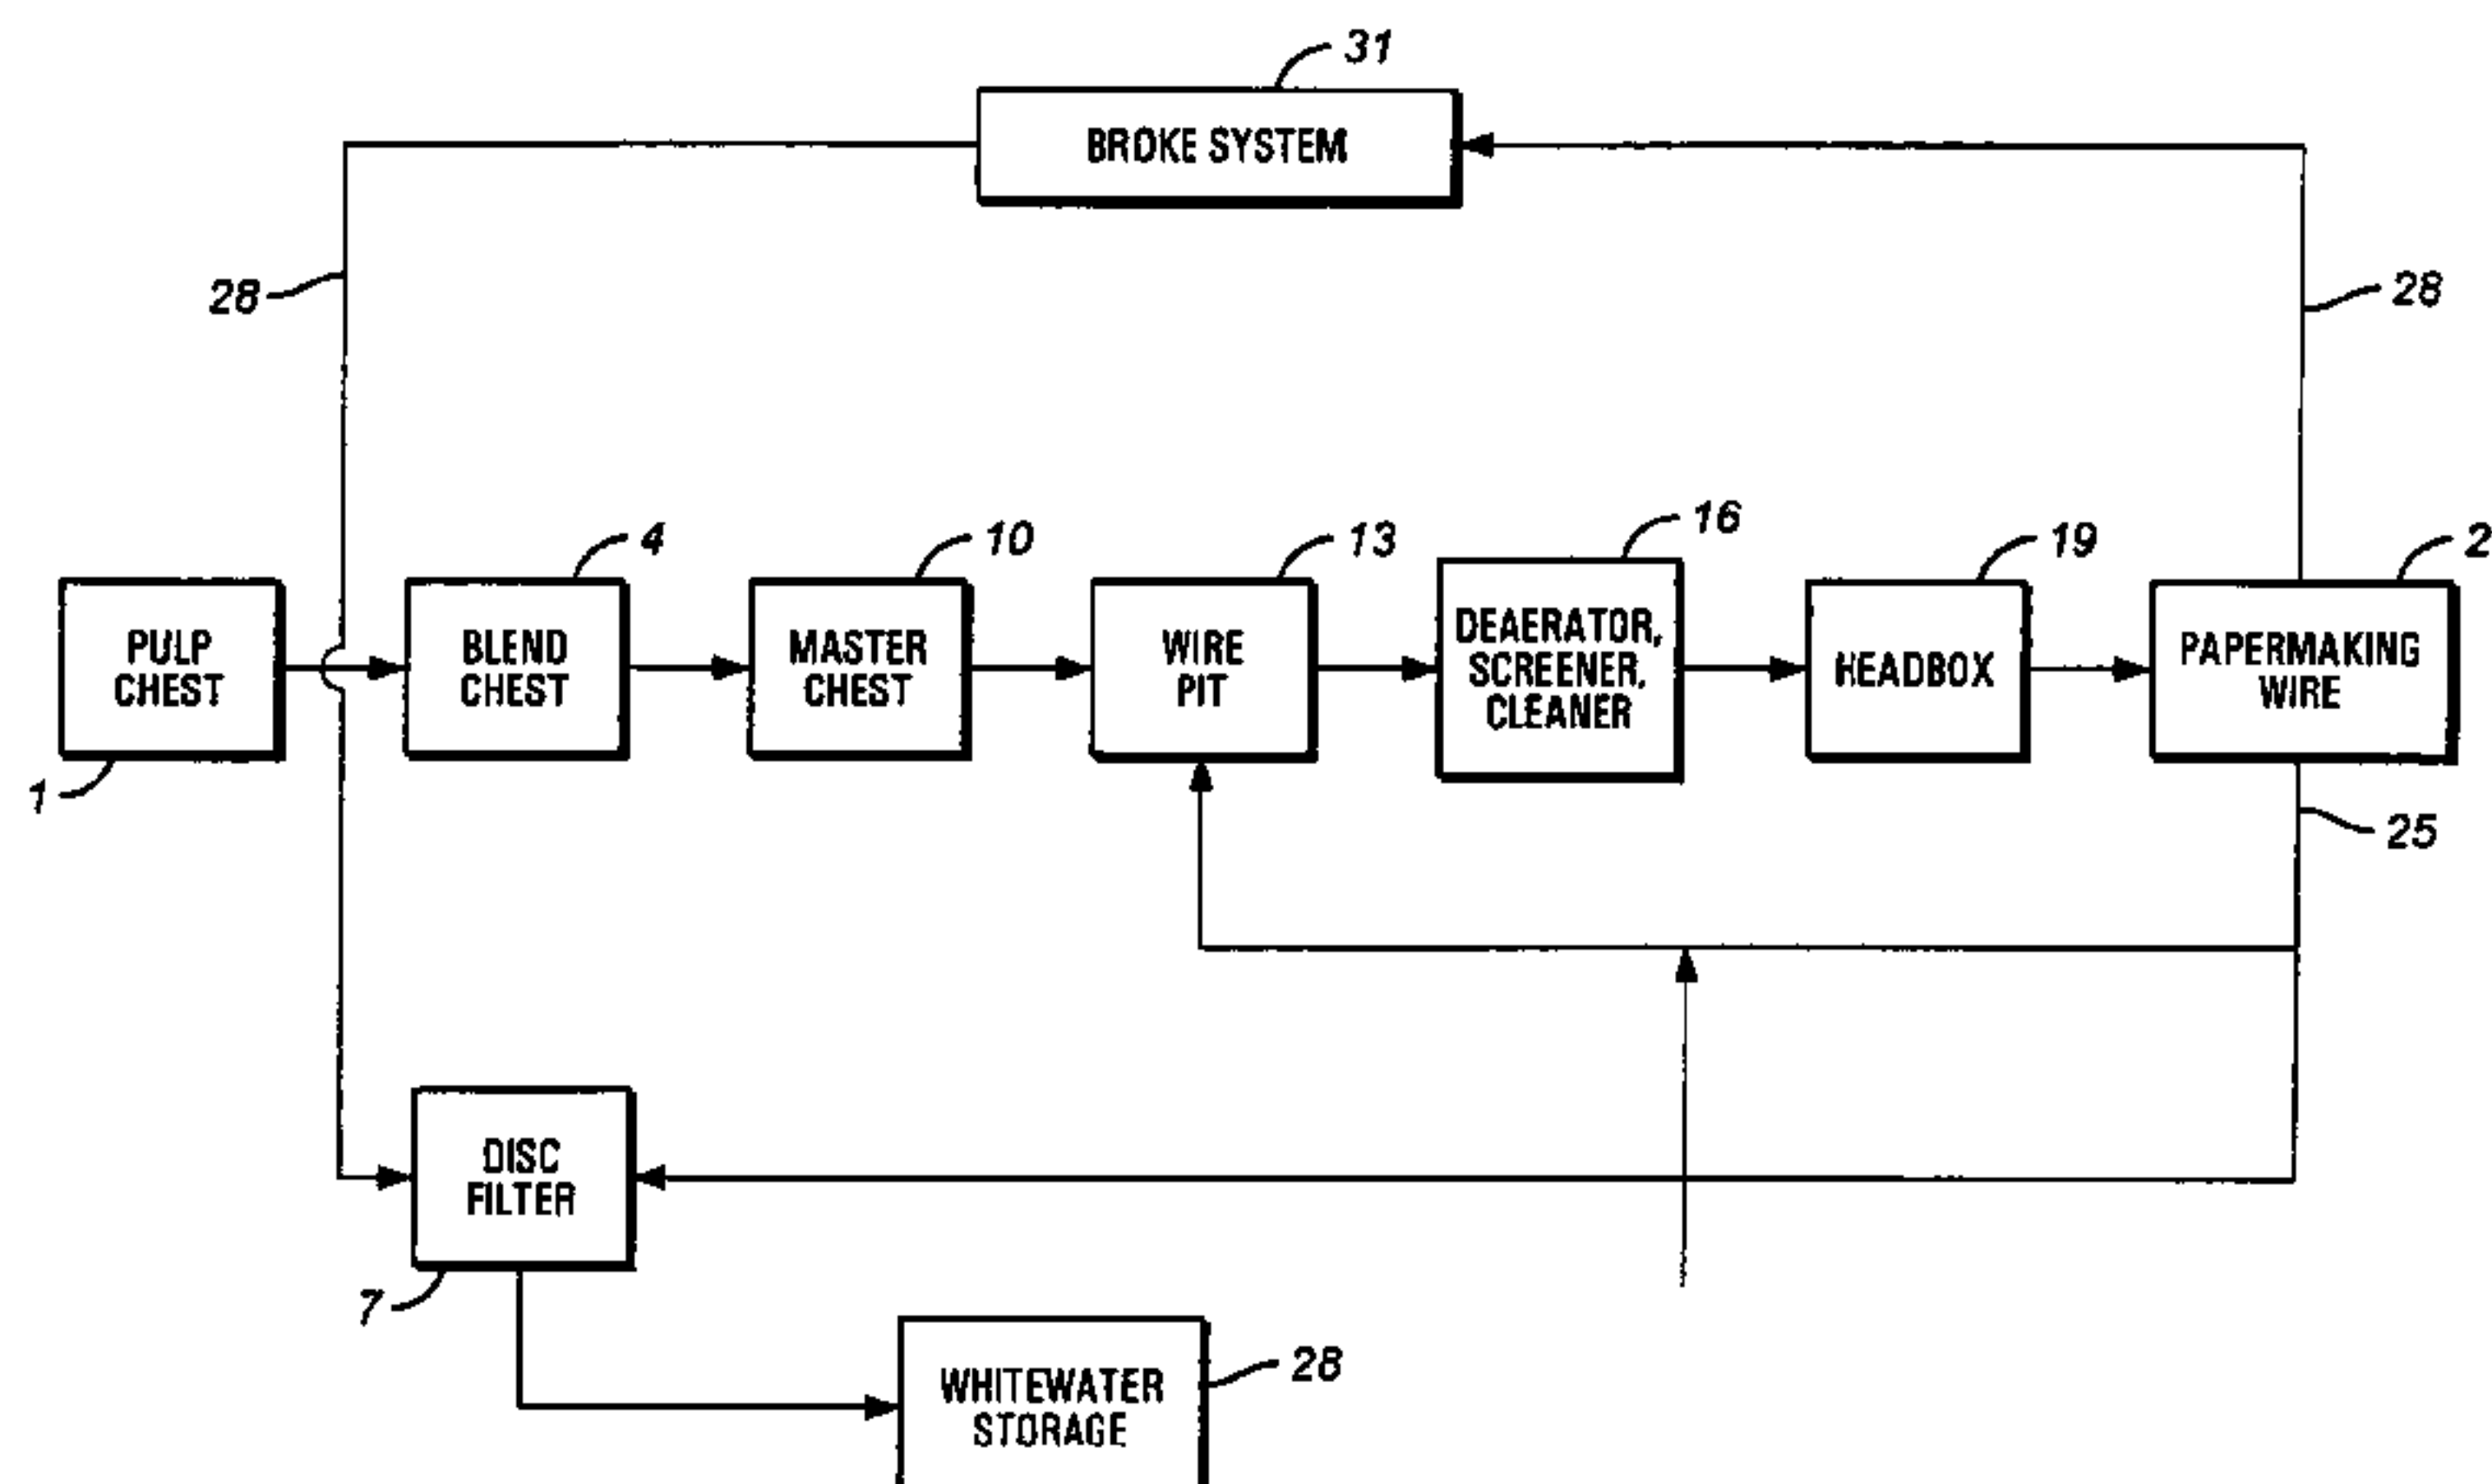 31
BROKE SYSTEM
28
28
4
10
13
16
19
2
PULP
CHEST
BLEND
CHEST
MASTER
CHEST
WIRE
PIT
DEAERATOR,
SCREENER,
CLEANER
HEADBOX
PAPERMAKING
WIRE
1
25
DISC
FILTER
7
WHITEWATER
STORAGE
28